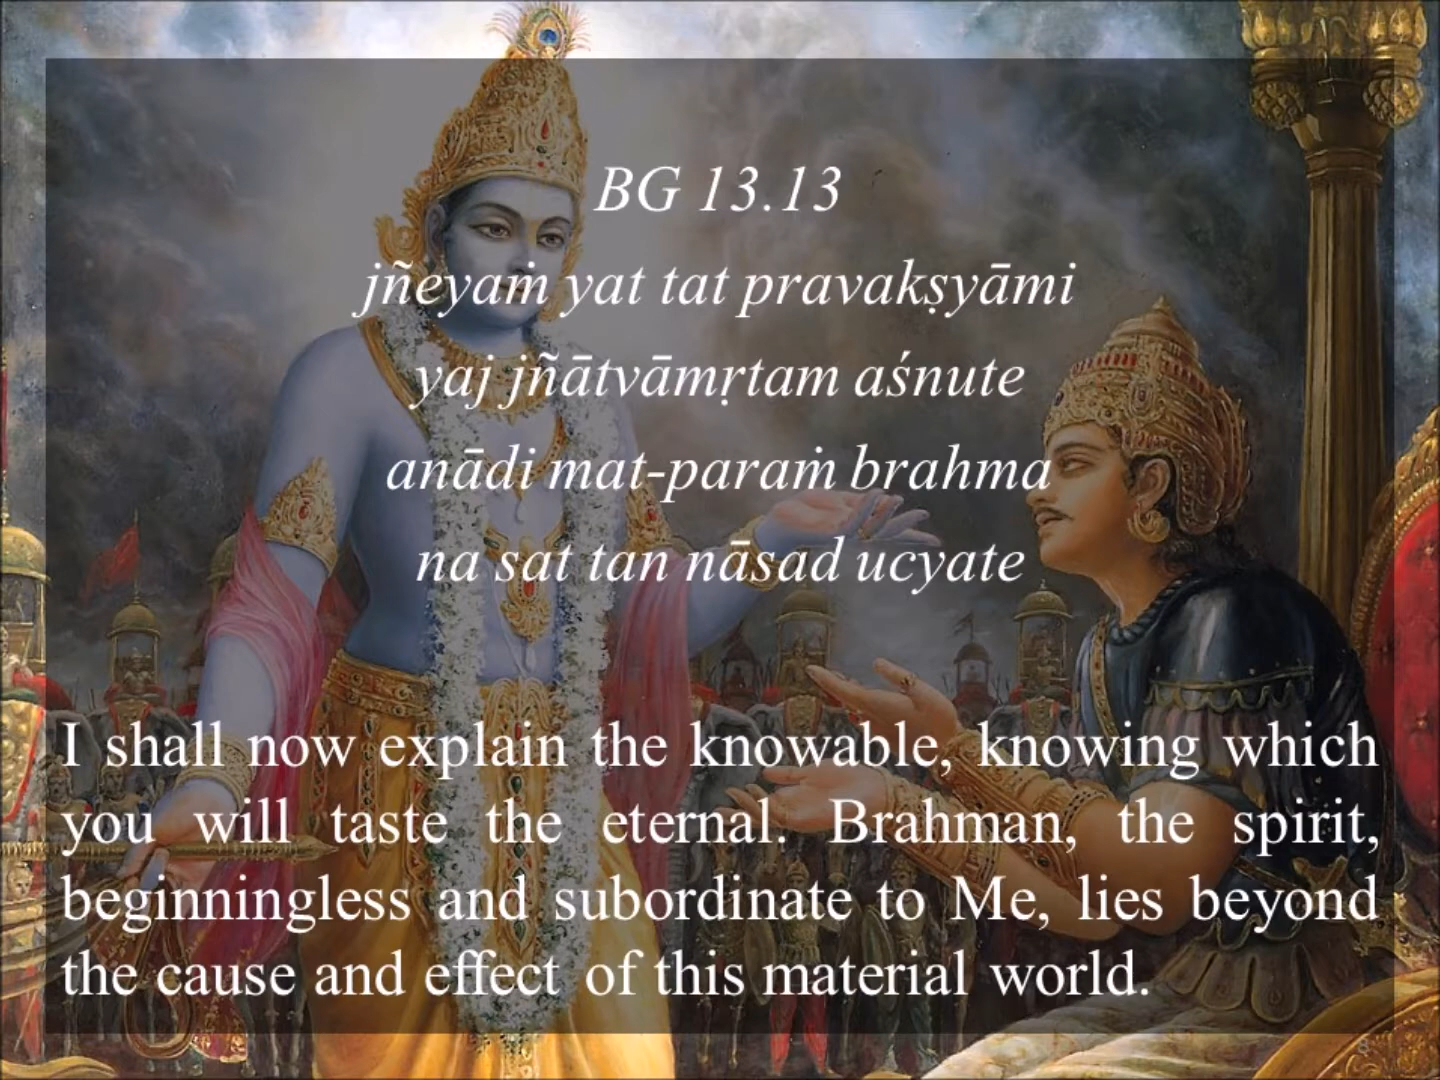 BG 13.13
jñeyaṁ yat tat pravakṣyāmi
yaj jñātvāmṛtam aśnute
anādi mat-paraṁ brahma
na sat tan nāsad ucyate
I shall now explain the knowable, knowing which
you will taste the eternal. Brahman, the spirit,
beginningless and subordinate to Me, lies beyond
the cause and effect of this material world.
8